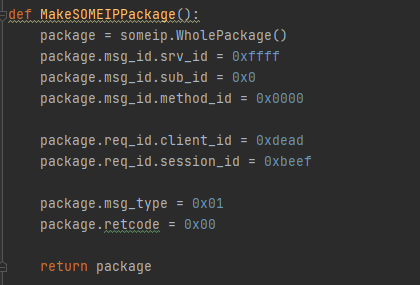 def MakeSOMEIPPackage():
    package = someip.WholePackage()
    package.msg_id.srv_id = 0xffff
    package.msg_id.sub_id = 0x0
    package.msg_id.method_id = 0x0000

    package.req_id.client_id = 0xdead
    package.req_id.session_id = 0xbeef

    package.msg_type = 0x01
    package.retcode = 0x00

    return package